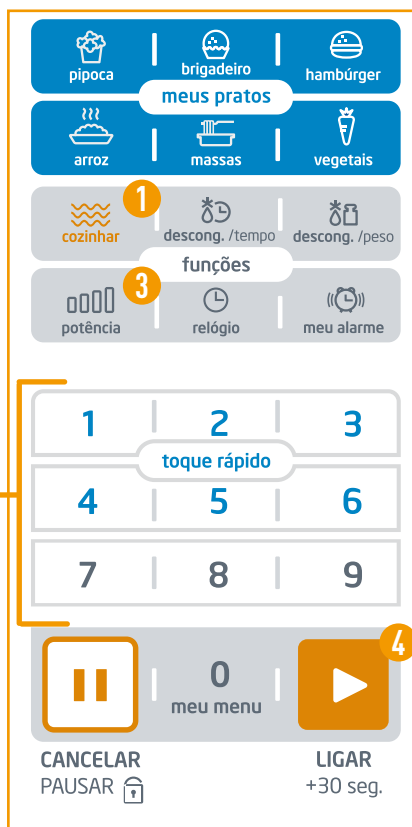 pipoca
brigadeiro
hambúrger
meus pratos
arroz
massas
vegetais
1
cozinhar
descong. /tempo
descong. /peso
funções
3
potência
relógio
meu alarme
1
2
3
toque rápido
4
5
6
7
8
9
4
0
meu menu
CANCELAR
PAUSAR
LIGAR
+30 seg.